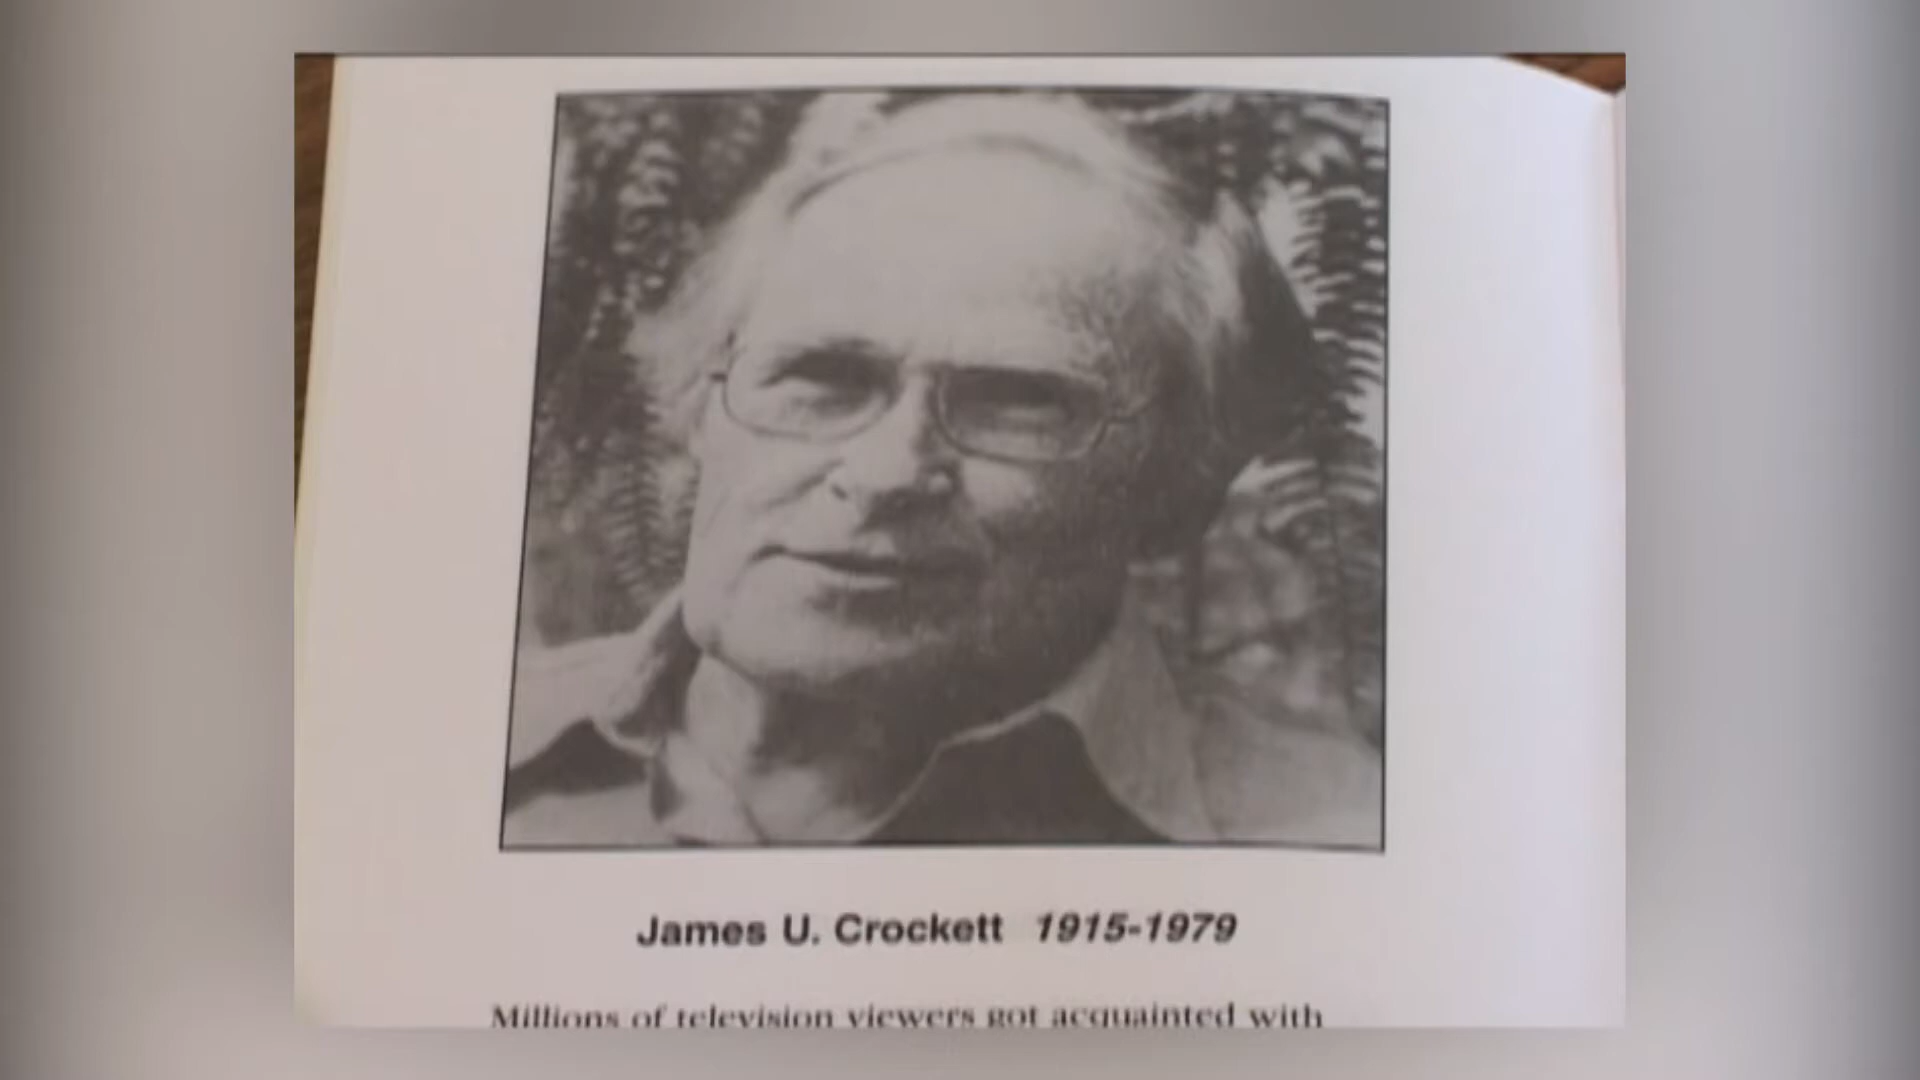 James U. Crockett 1915-1979
Millions of television viewers got acquainted with